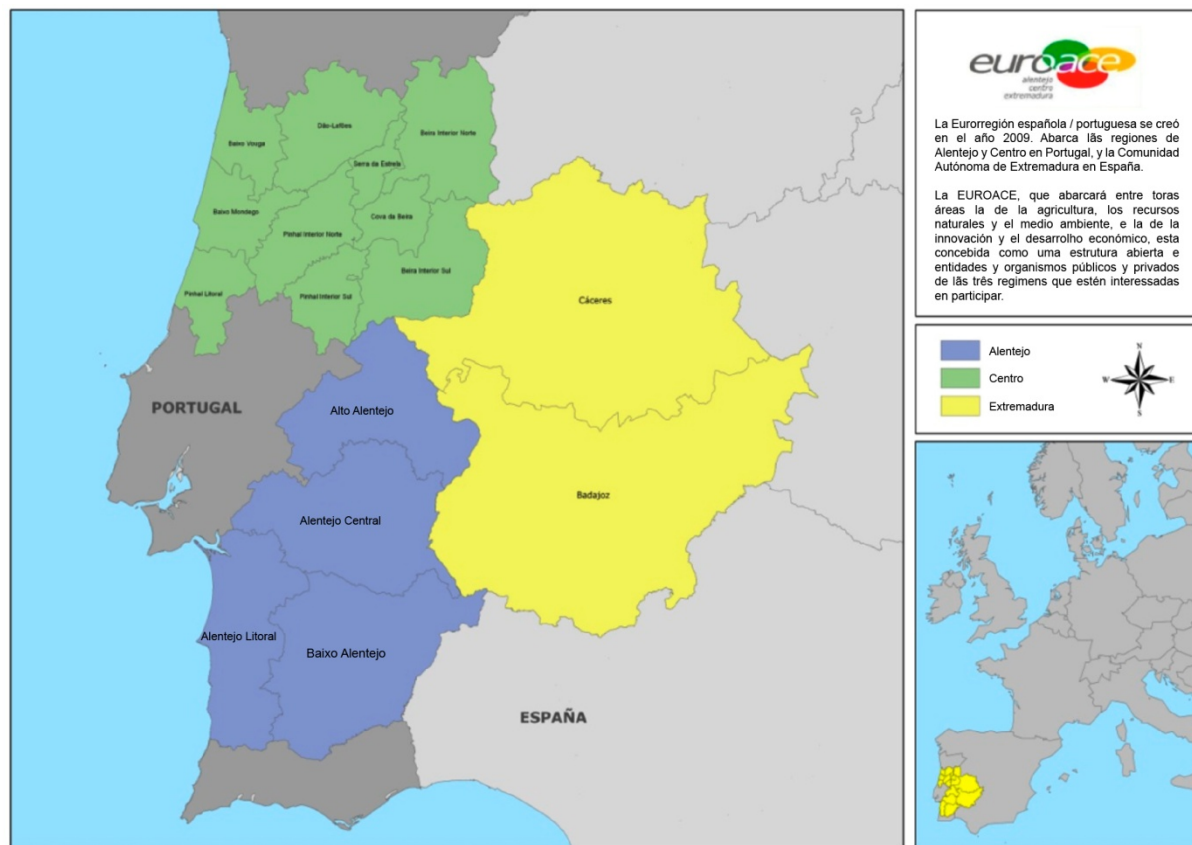 Baixo Vouga
Dão-Lafões
Beira Interior Norte
Serra da Estrela
Baixo Mondego
Cova da Beira
Pinhal Interior Norte
Beira Interior Sul
Pinhal Litoral
Pinhal Interior Sul
Cáceres
PORTUGAL
Alto Alentejo
Badajoz
Alentejo Central
Alentejo Litoral
Baixo Alentejo
ESPAÑA
euroace
alentejo
centro
extremadura
La Eurorregión española / portuguesa se creó
en el año 2009. Abarca lãs regiones de
Alentejo y Centro en Portugal, y la Comunidad
Autónoma de Extremadura en España.
La EUROACE, que abarcará entre toras
áreas la de la agricultura, los recursos
naturales y el medio ambiente, e la de la
innovación y el desarrolho económico, esta
concebida como uma estrutura abierta e
entidades y organismos públicos y privados
de lãs três regimens que estén interessadas
en participar.
Alentejo
Centro
Extremadura
N
W
E
S